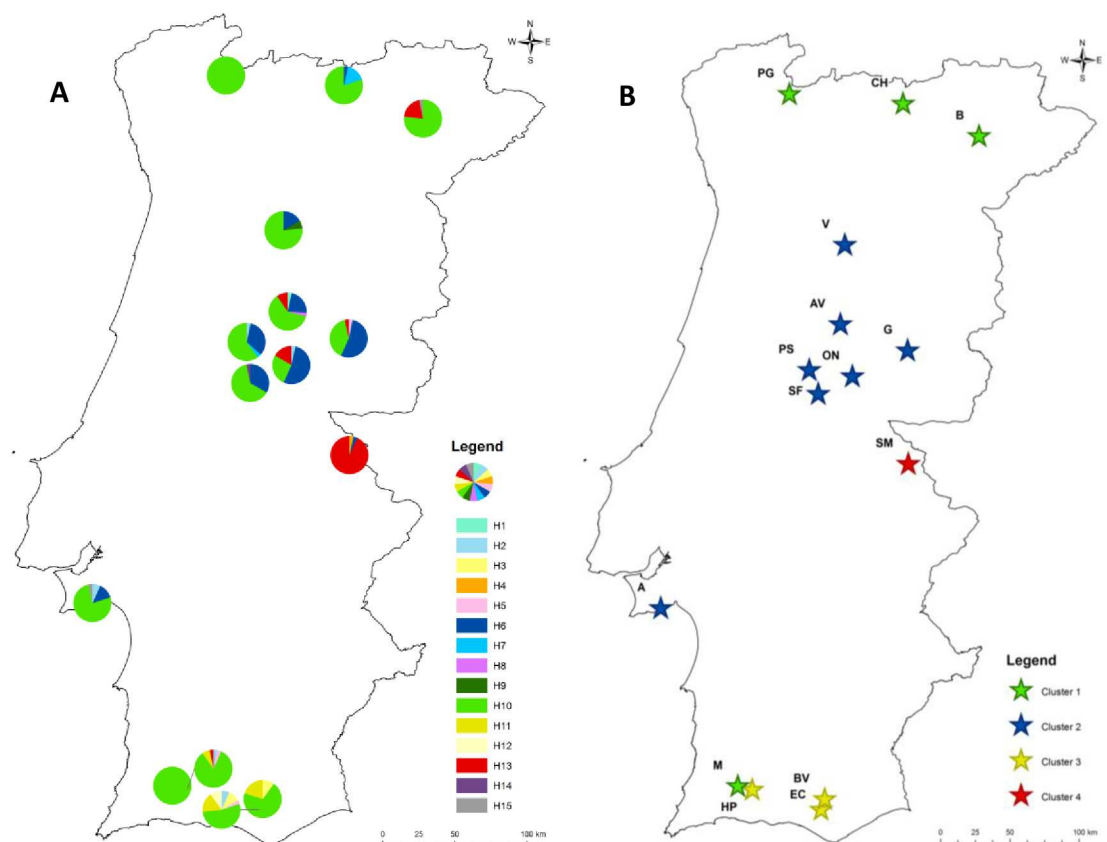 A
N
W E
S
Legend
H1
H2
H3
H4
H5
H6
H7
H8
H9
H10
H11
H12
H13
H14
H15
0 25 50 100 km
B
N
W E
S
PG
CH
B
V
AV
G
PS
ON
SF
SM
A
M
HP
BV
EC
Legend
Cluster 1
Cluster 2
Cluster 3
Cluster 4
0 25 50 100 km